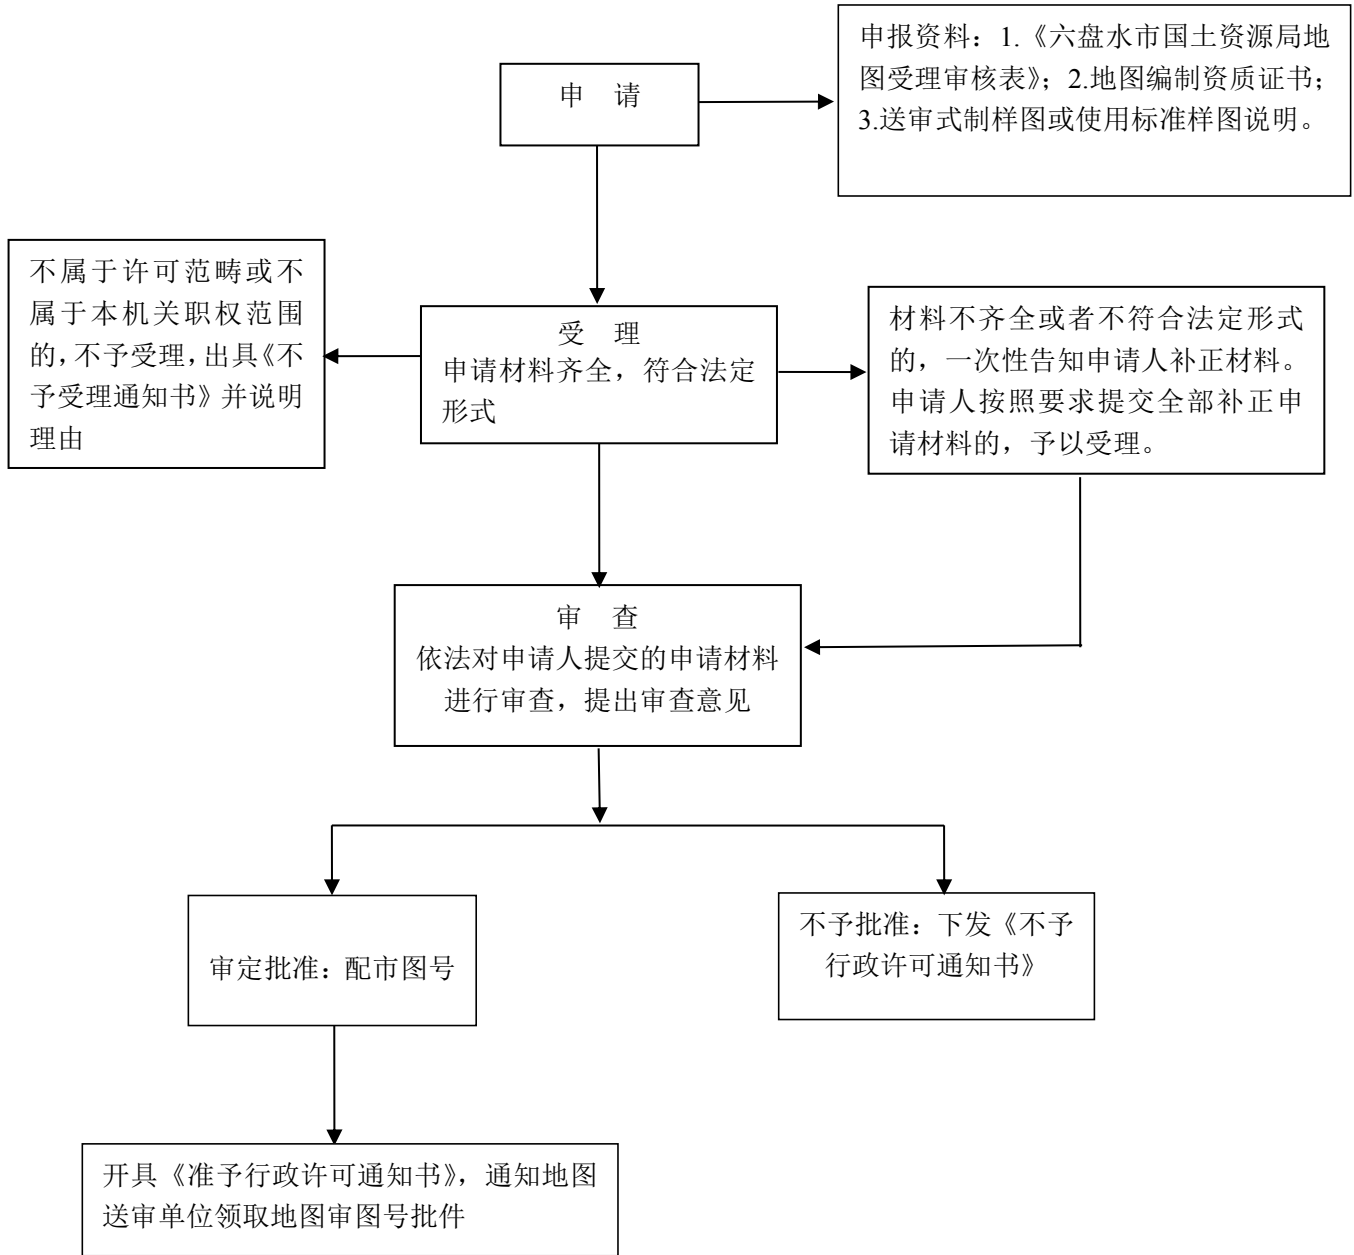 申报资料：1.《六盘水市国土资源局地
图受理审核表》；2.地图编制资质证书；
3.送审式制样图或使用标准样图说明。
申 请
不属于许可范畴或不
属于本机关职权范围
的，不予受理，出具《不
予受理通知书》并说明
理由
受 理
申请材料齐全，符合法定
形式
材料不齐全或者不符合法定形式
的，一次性告知申请人补正材料。
申请人按照要求提交全部补正申
请材料的，予以受理。
审 查
依法对申请人提交的申请材料
进行审查，提出审查意见
审定批准：配市图号
不予批准：下发《不予
行政许可通知书》
开具《准予行政许可通知书》，通知地图
送审单位领取地图审图号批件